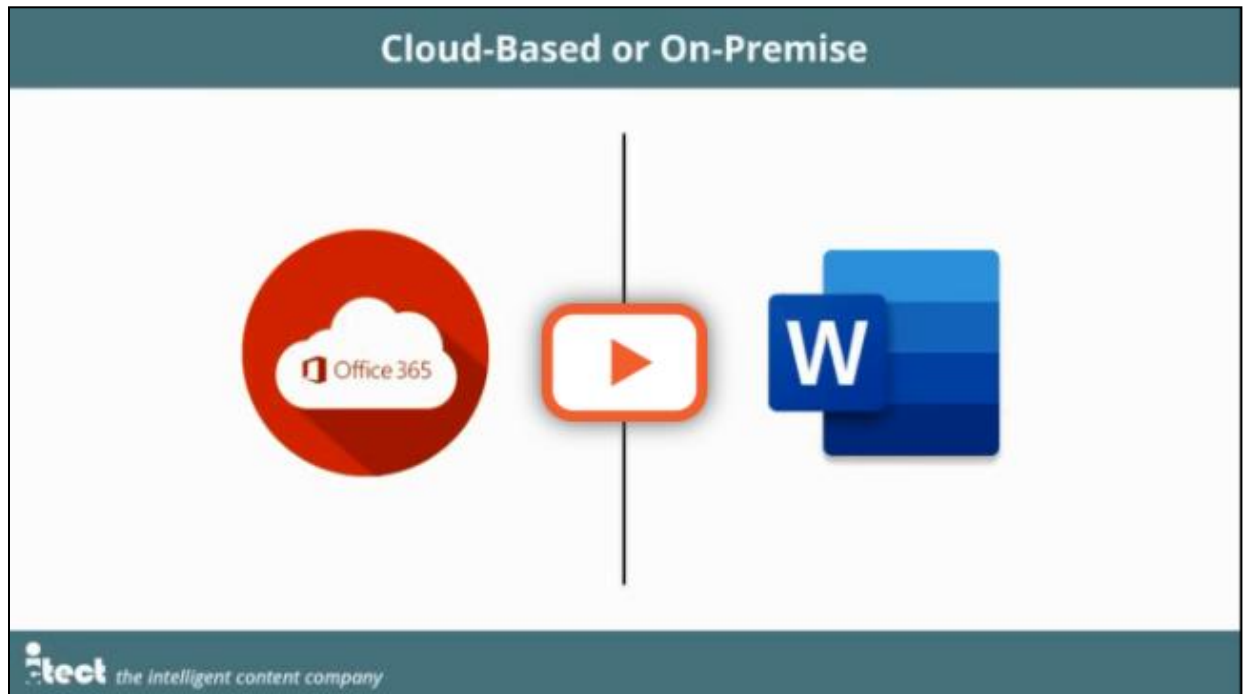 Cloud-Based or On-Premise
Office 365
W
i-tect the intelligent content company